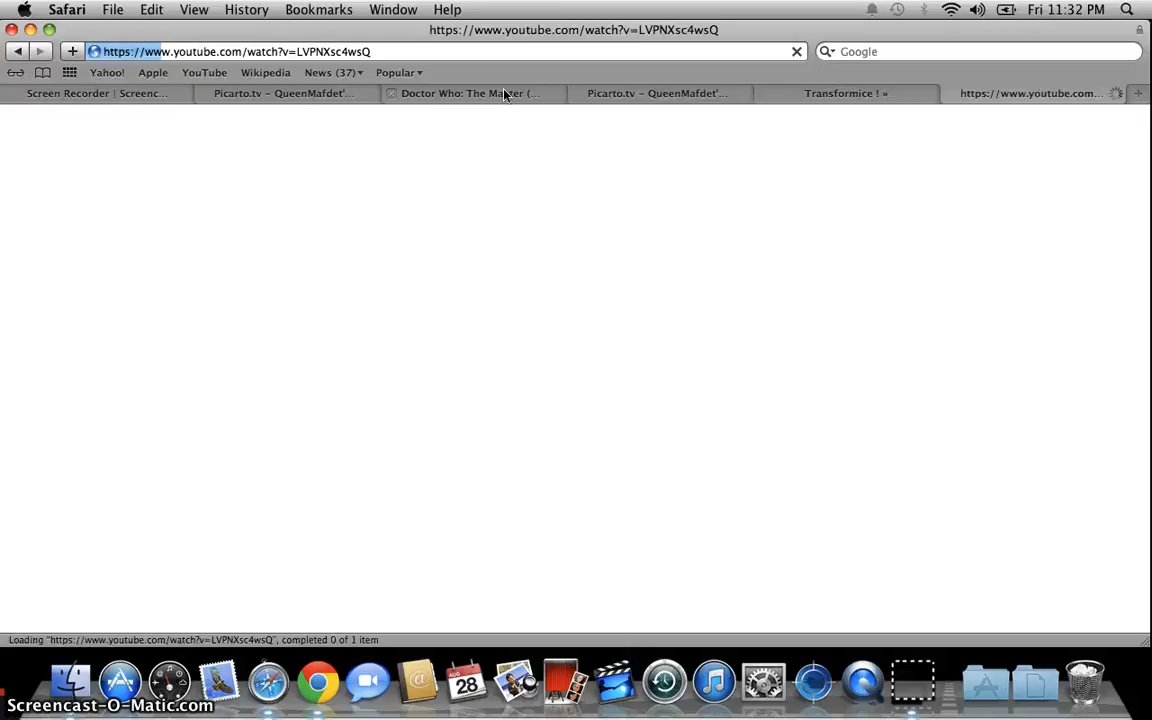 Safari File Edit View History Bookmarks Window Help Fri 11:32 PM
https://www.youtube.com/watch?v=LVPNXsc4wsQ
https://www.youtube.com/watch?v=LVPNXsc4wsQ Google
Yahoo! Apple YouTube Wikipedia News (37) Popular
Screen Recorder | Screenc... Picarto.tv – QueenMafdet'... Doctor Who: The Master (... Picarto.tv – QueenMafdet'... Transformice ! » https://www.youtube.com...
Loading "https://www.youtube.com/watch?v=LVPNXsc4wsQ", completed 0 of 1 item
AUG
28
Screencast-O-Matic.com